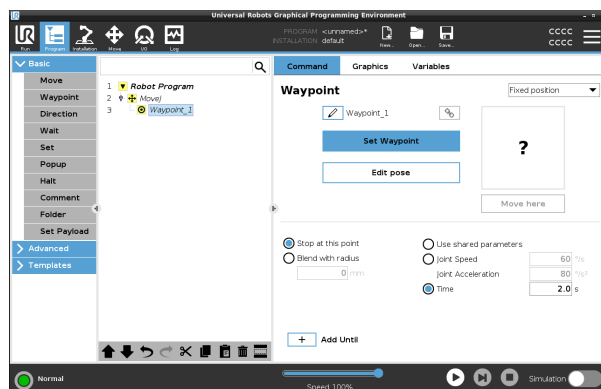 Universal Robots Graphical Programming Environment
Run Program Installation Move I/O Log
PROGRAM <unnamed>*
INSTALLATION default
New... Open... Save...
CCCC
CCCC
Basic
Move
Waypoint
Direction
Wait
Set
Popup
Halt
Comment
Folder
Set Payload
Advanced
Templates
1 Robot Program
2 MoveJ
3 Waypoint_1
Command Graphics Variables
Waypoint
Fixed position
Waypoint_1
Set Waypoint
Edit pose
?
Move here
Stop at this point
Blend with radius
0 mm
Use shared parameters
Joint Speed 60 °/s
Joint Acceleration 80 °/s²
Time 2.0 s
+ Add Until
Normal
Speed 100%
Simulation